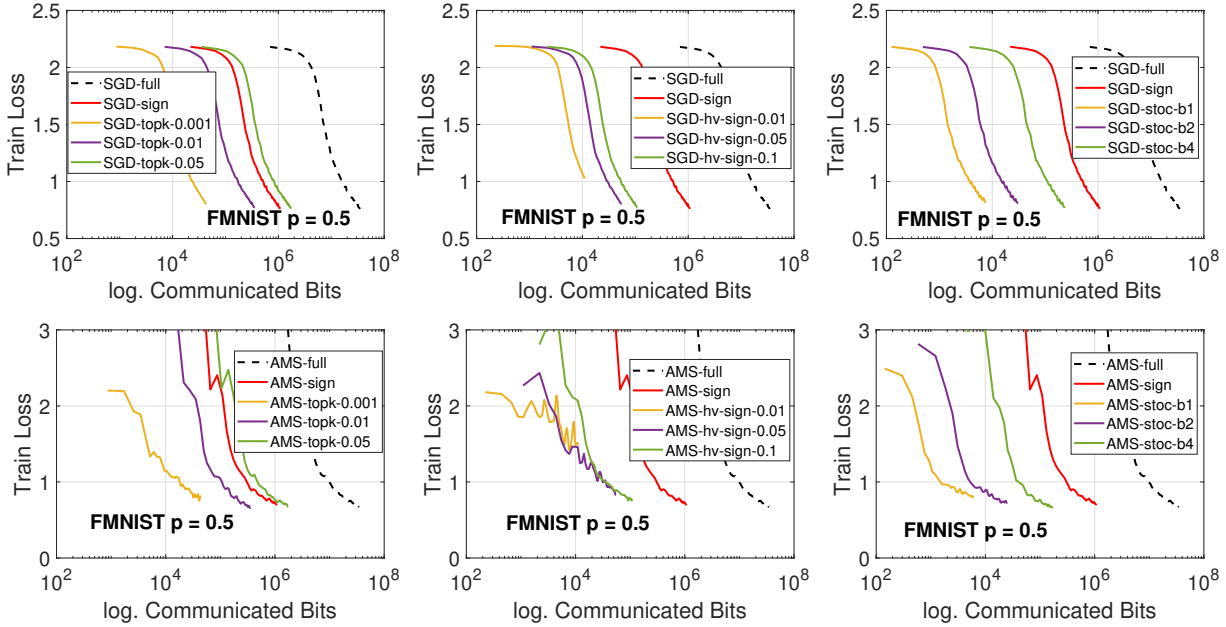 2.5
2
1.5
1
0.5
Train Loss
SGD-full
SGD-sign
SGD-topk-0.001
SGD-topk-0.01
SGD-topk-0.05
FMNIST p = 0.5
10^2 10^4 10^6 10^8
log. Communicated Bits
2.5
2
1.5
1
0.5
Train Loss
SGD-full
SGD-sign
SGD-hv-sign-0.01
SGD-hv-sign-0.05
SGD-hv-sign-0.1
FMNIST p = 0.5
10^2 10^4 10^6 10^8
log. Communicated Bits
2.5
2
1.5
1
0.5
Train Loss
SGD-full
SGD-sign
SGD-stoc-b1
SGD-stoc-b2
SGD-stoc-b4
FMNIST p = 0.5
10^2 10^4 10^6 10^8
log. Communicated Bits
3
2
1
0
Train Loss
AMS-full
AMS-sign
AMS-topk-0.001
AMS-topk-0.01
AMS-topk-0.05
FMNIST p = 0.5
10^2 10^4 10^6 10^8
log. Communicated Bits
3
2
1
0
Train Loss
AMS-full
AMS-sign
AMS-hv-sign-0.01
AMS-hv-sign-0.05
AMS-hv-sign-0.1
FMNIST p = 0.5
10^2 10^4 10^6 10^8
log. Communicated Bits
3
2
1
0
Train Loss
AMS-full
AMS-sign
AMS-stoc-b1
AMS-stoc-b2
AMS-stoc-b4
FMNIST p = 0.5
10^2 10^4 10^6 10^8
log. Communicated Bits